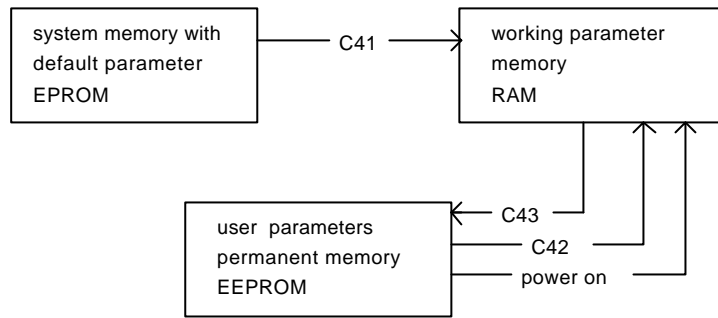 system memory with
default parameter
EPROM
C41
working parameter
memory
RAM
user parameters
permanent memory
EEPROM
C43
C42
power on